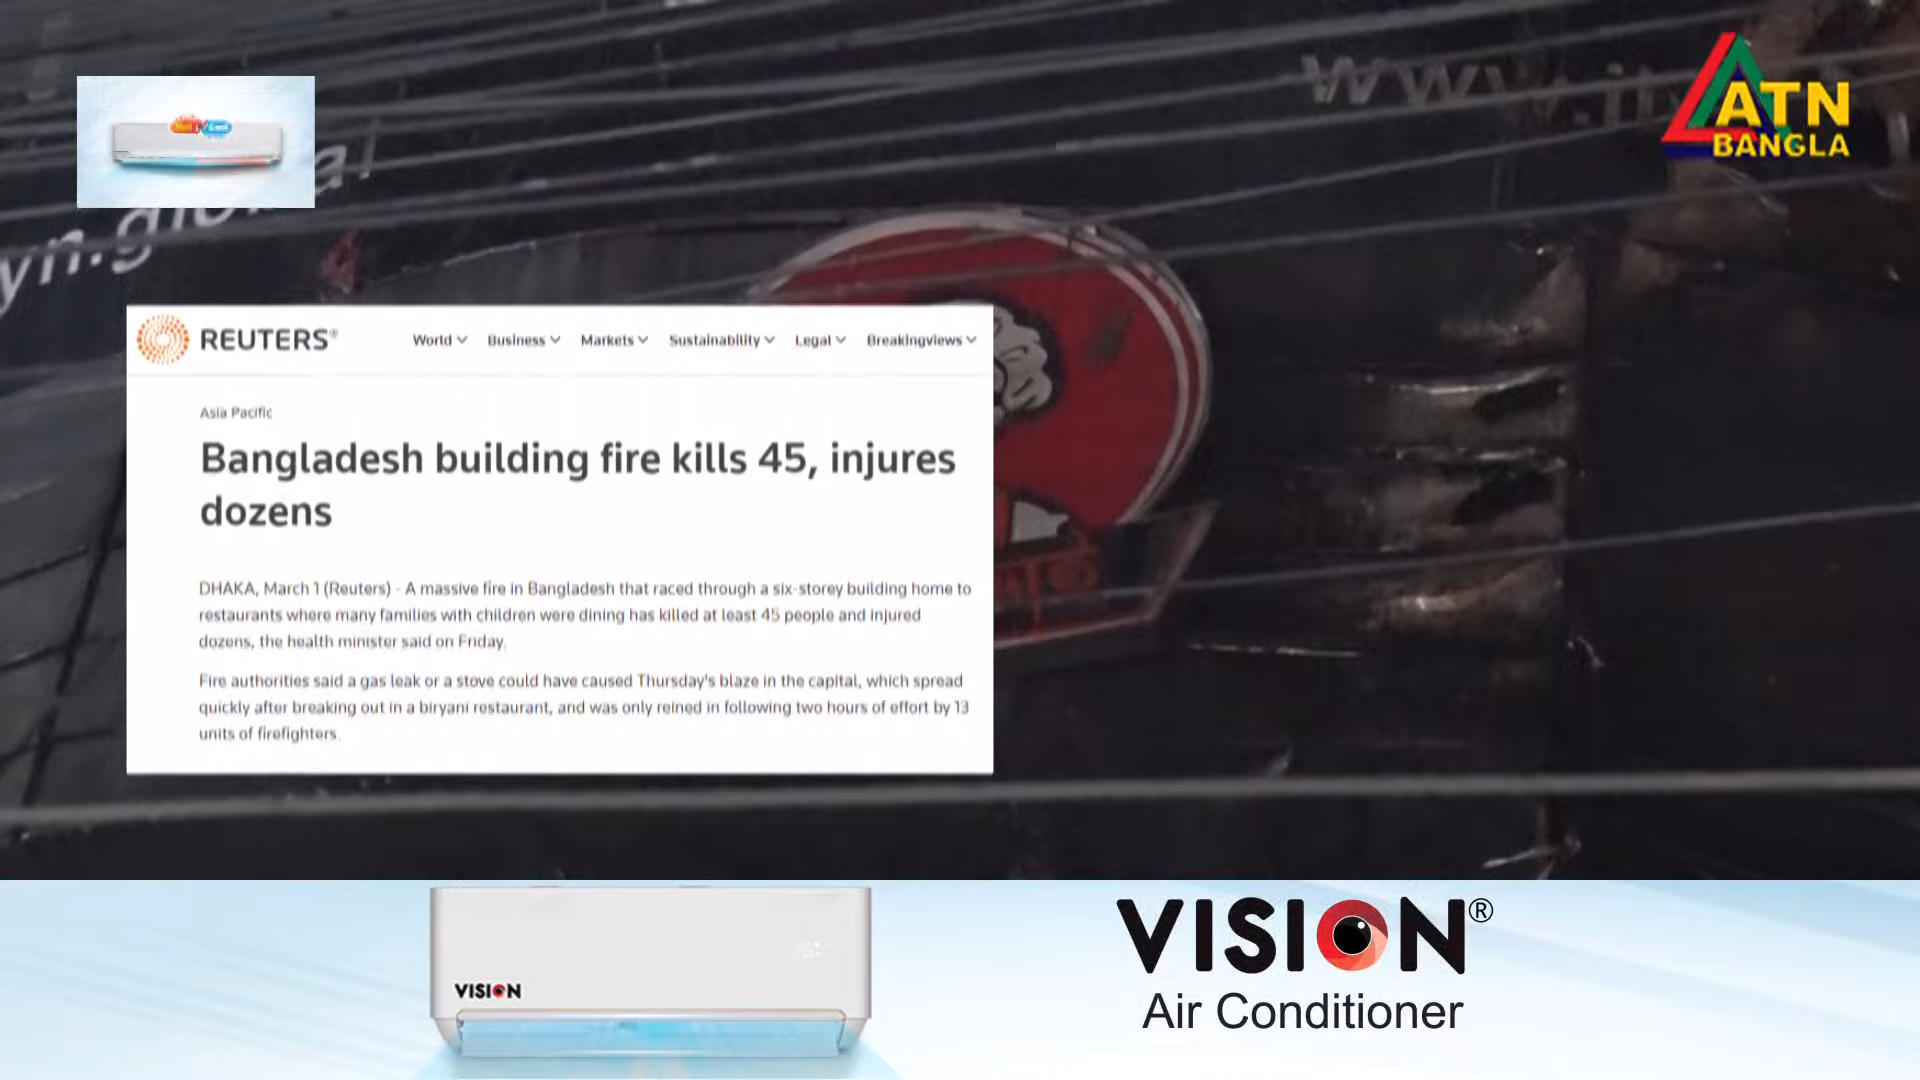 www.it
ATN
BANGLA
yn.global
REUTERS®
World Business Markets Sustainability Legal Breakingviews
Asia Pacific
Bangladesh building fire kills 45, injures
dozens
DHAKA, March 1 (Reuters) - A massive fire in Bangladesh that raced through a six-storey building home to
restaurants where many families with children were dining has killed at least 45 people and injured
dozens, the health minister said on Friday.
Fire authorities said a gas leak or a stove could have caused Thursday's blaze in the capital, which spread
quickly after breaking out in a biryani restaurant, and was only reined in following two hours of effort by 13
units of firefighters.
VISION
VISION®
Air Conditioner